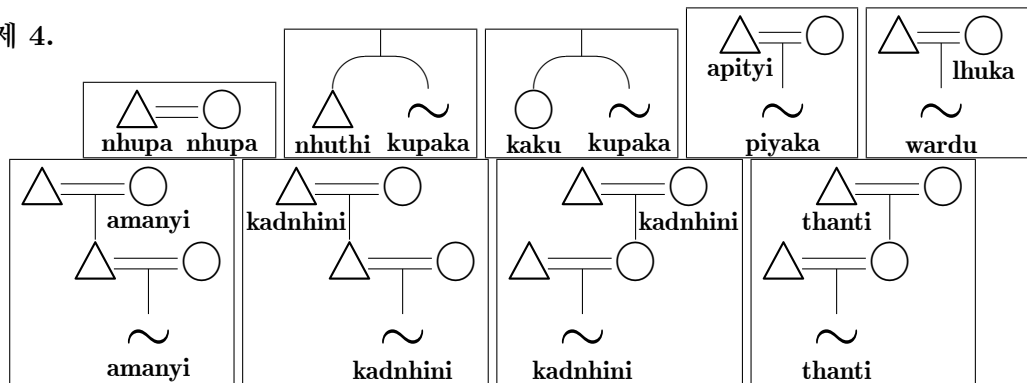 제 4.
apityi
lhuka
nhupa nhupa
nhuthi kupaka
kaku kupaka
piyaka
wardu
amanyi
kadnhini
kadnhini
thanti
amanyi
kadnhini
kadnhini
thanti